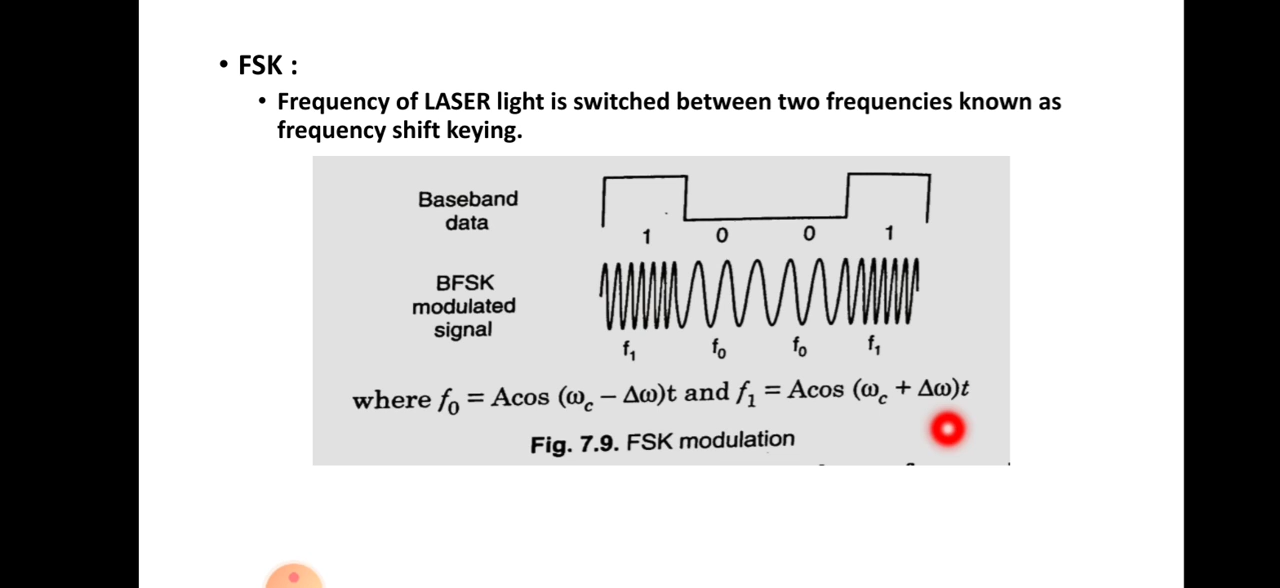 • FSK :
• Frequency of LASER light is switched between two frequencies known as
frequency shift keying.
Baseband
data
1 0 0 1
BFSK
modulated
signal
f₁ f₀ f₀ f₁
where f₀ = Acos (ω_c – Δω)t and f₁ = Acos (ω_c + Δω)t
Fig. 7.9. FSK modulation